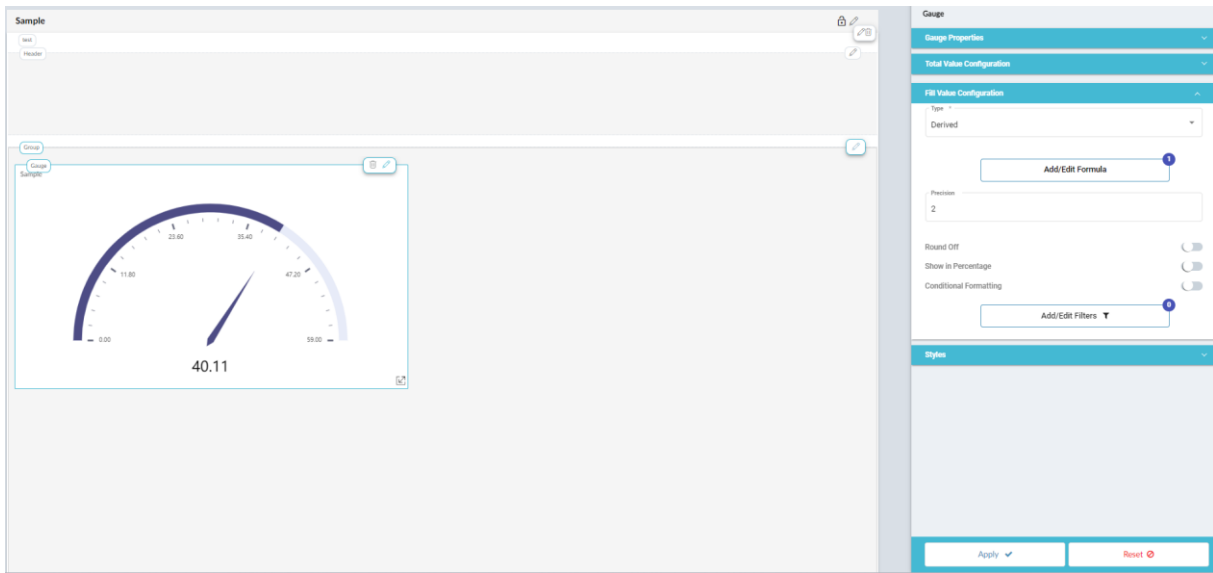 Sample
test
Header
Group
Gauge
Sample
0.00
11.80
23.60
35.40
47.20
59.00
40.11
Gauge
Gauge Properties
Total Value Configuration
Fill Value Configuration
Type *
Derived
1
Add/Edit Formula
Precision
2
Round Off
Show in Percentage
Conditional Formatting
0
Add/Edit Filters
Styles
Apply
Reset